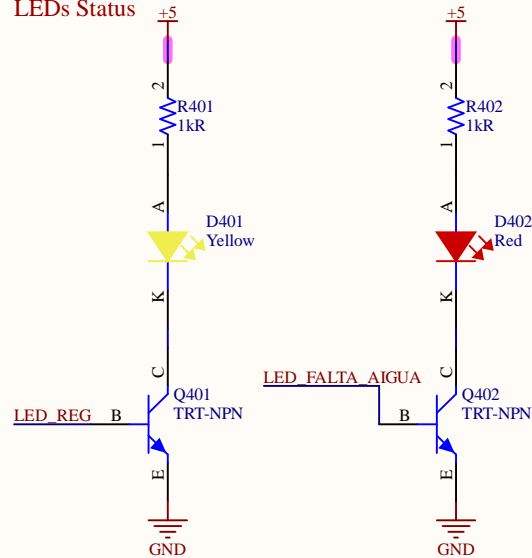 LEDs Status
+5
2
R401
1kR
1
A
D401
Yellow
K
C
Q401
TRT-NPN
LED_REG
B
E
GND
+5
2
R402
1kR
1
A
D402
Red
K
C
LED_FALTA_AIGUA
Q402
TRT-NPN
B
E
GND